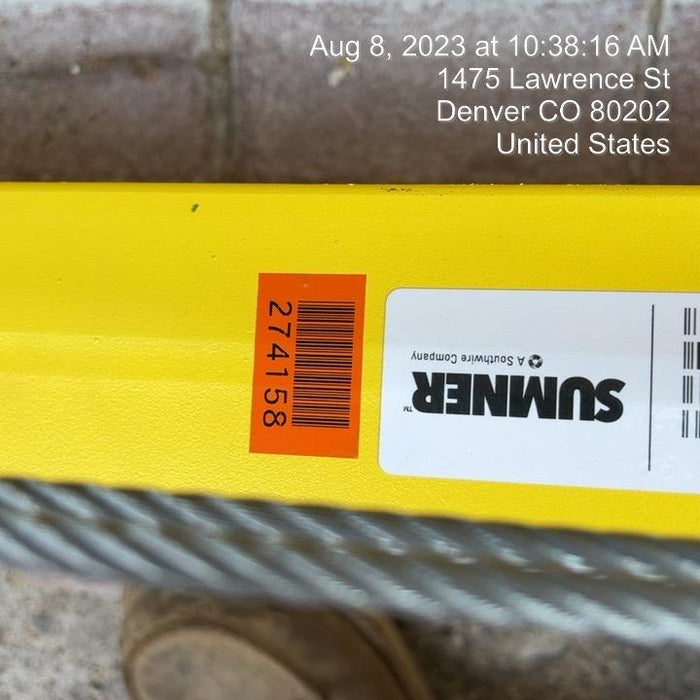 Aug 8, 2023 at 10:38:16 AM
1475 Lawrence St
Denver CO 80202
United States
274158
SUMNER™
A Southwire Company